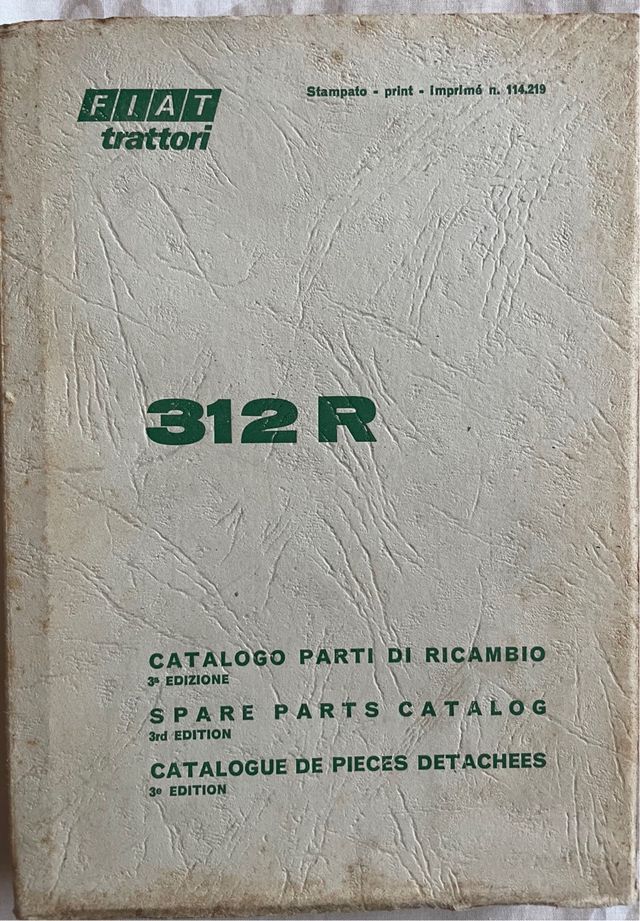 FIAT
trattori
Stampato - print - Imprimé n. 114.219
312 R
CATALOGO PARTI DI RICAMBIO
3ª EDIZIONE
SPARE PARTS CATALOG
3rd EDITION
CATALOGUE DE PIECES DETACHEES
3e EDITION